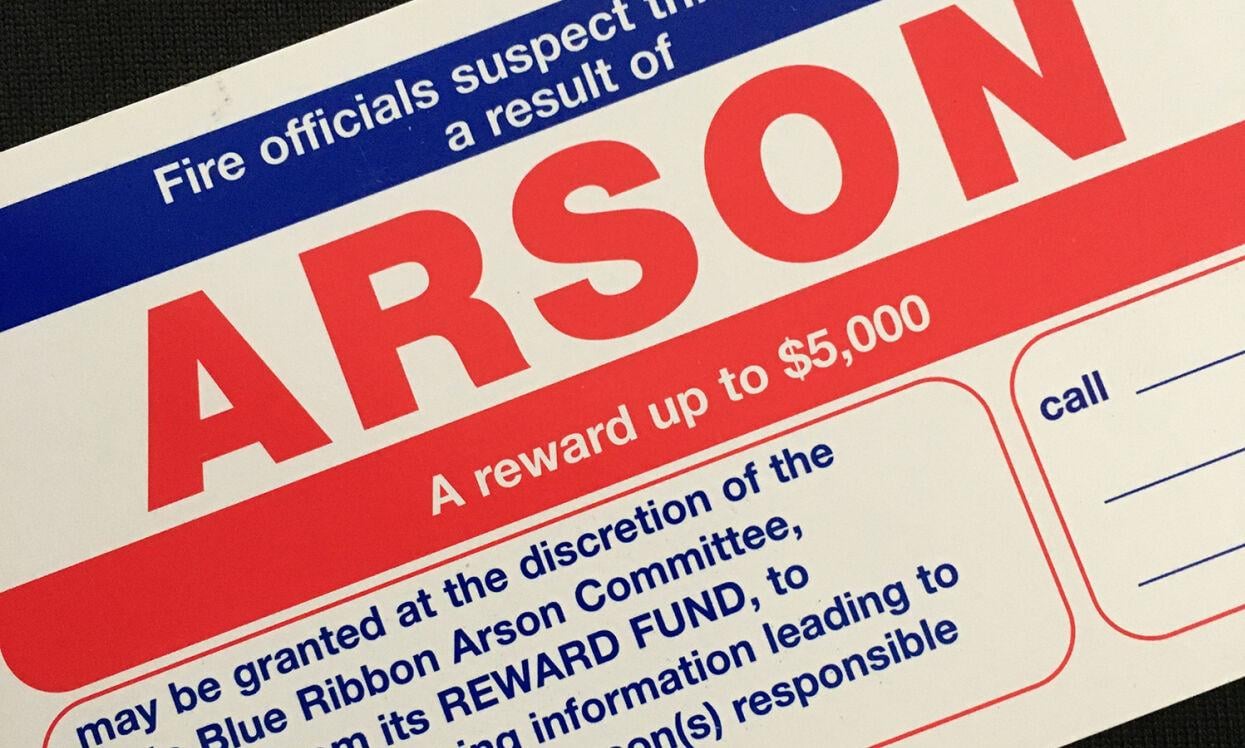 Fire officials suspect
a result of
ARSON
A reward up to $5,000
may be granted at the discretion of the
Blue Ribbon Arson Committee,
its REWARD FUND, to
information leading to
responsible
call